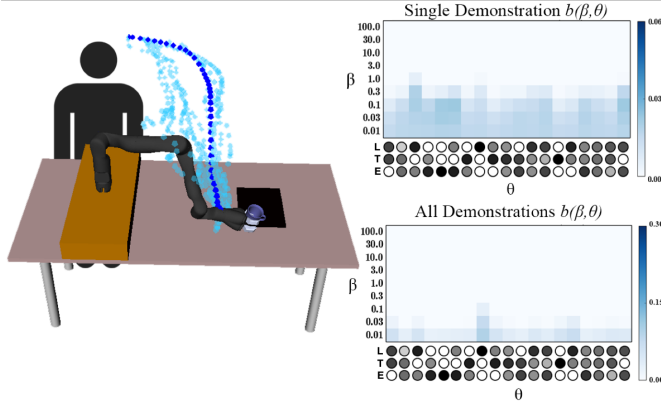 Single Demonstration b(β,θ)
100.0
30.0
10.0
3.0
1.0
0.3
0.1
0.03
0.01
β
L
T
E
θ
0.06
0.03
0.00
All Demonstrations b(β,θ)
100.0
30.0
10.0
3.0
1.0
0.3
0.1
0.03
0.01
β
L
T
E
θ
0.30
0.15